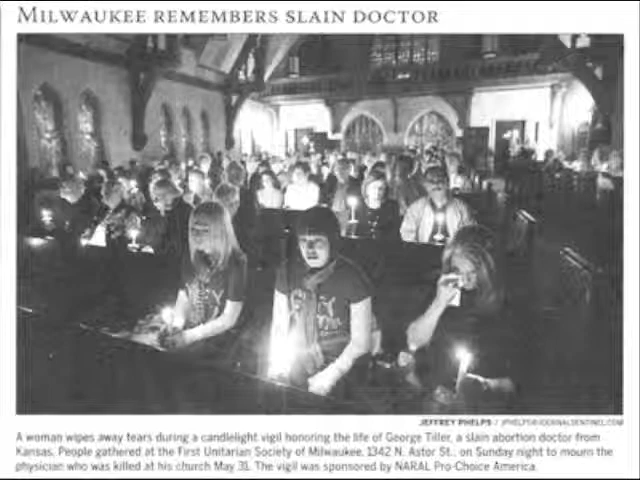 MILWAUKEE REMEMBERS SLAIN DOCTOR
JEFFREY PHELPS / JPHELPS@JOURNALSENTINEL.COM
A woman wipes away tears during a candlelight vigil honoring the life of George Tiller, a slain abortion doctor from
Kansas. People gathered at the First Unitarian Society of Milwaukee, 1342 N. Astor St., on Sunday night to mourn the
physician who was killed at his church May 31. The vigil was sponsored by NARAL Pro-Choice America.